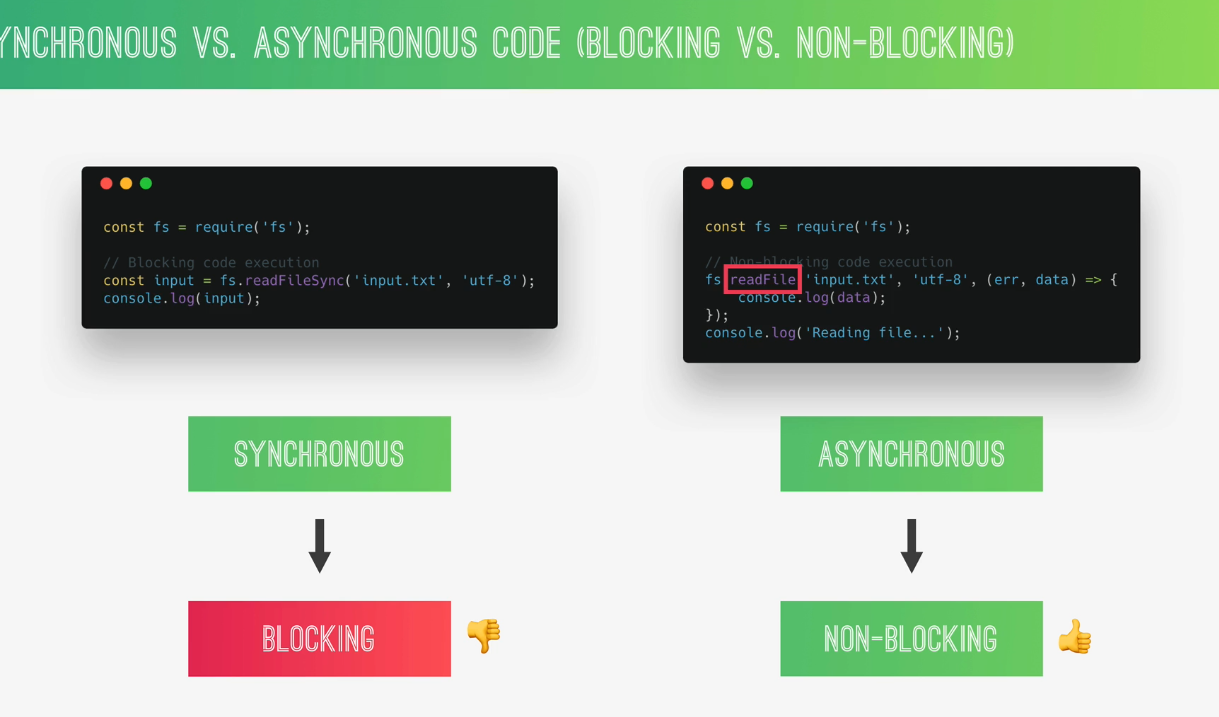 YNCHRONOUS VS. ASYNCHRONOUS CODE (BLOCKING VS. NON-BLOCKING)
const fs = require('fs');
// Blocking code execution
const input = fs.readFileSync('input.txt', 'utf-8');
console.log(input);
const fs = require('fs');
// Non-blocking code execution
fs readFile 'input.txt', 'utf-8', (err, data) => {
console.log(data);
});
console.log('Reading file...');
SYNCHRONOUS
ASYNCHRONOUS
BLOCKING
NON-BLOCKING